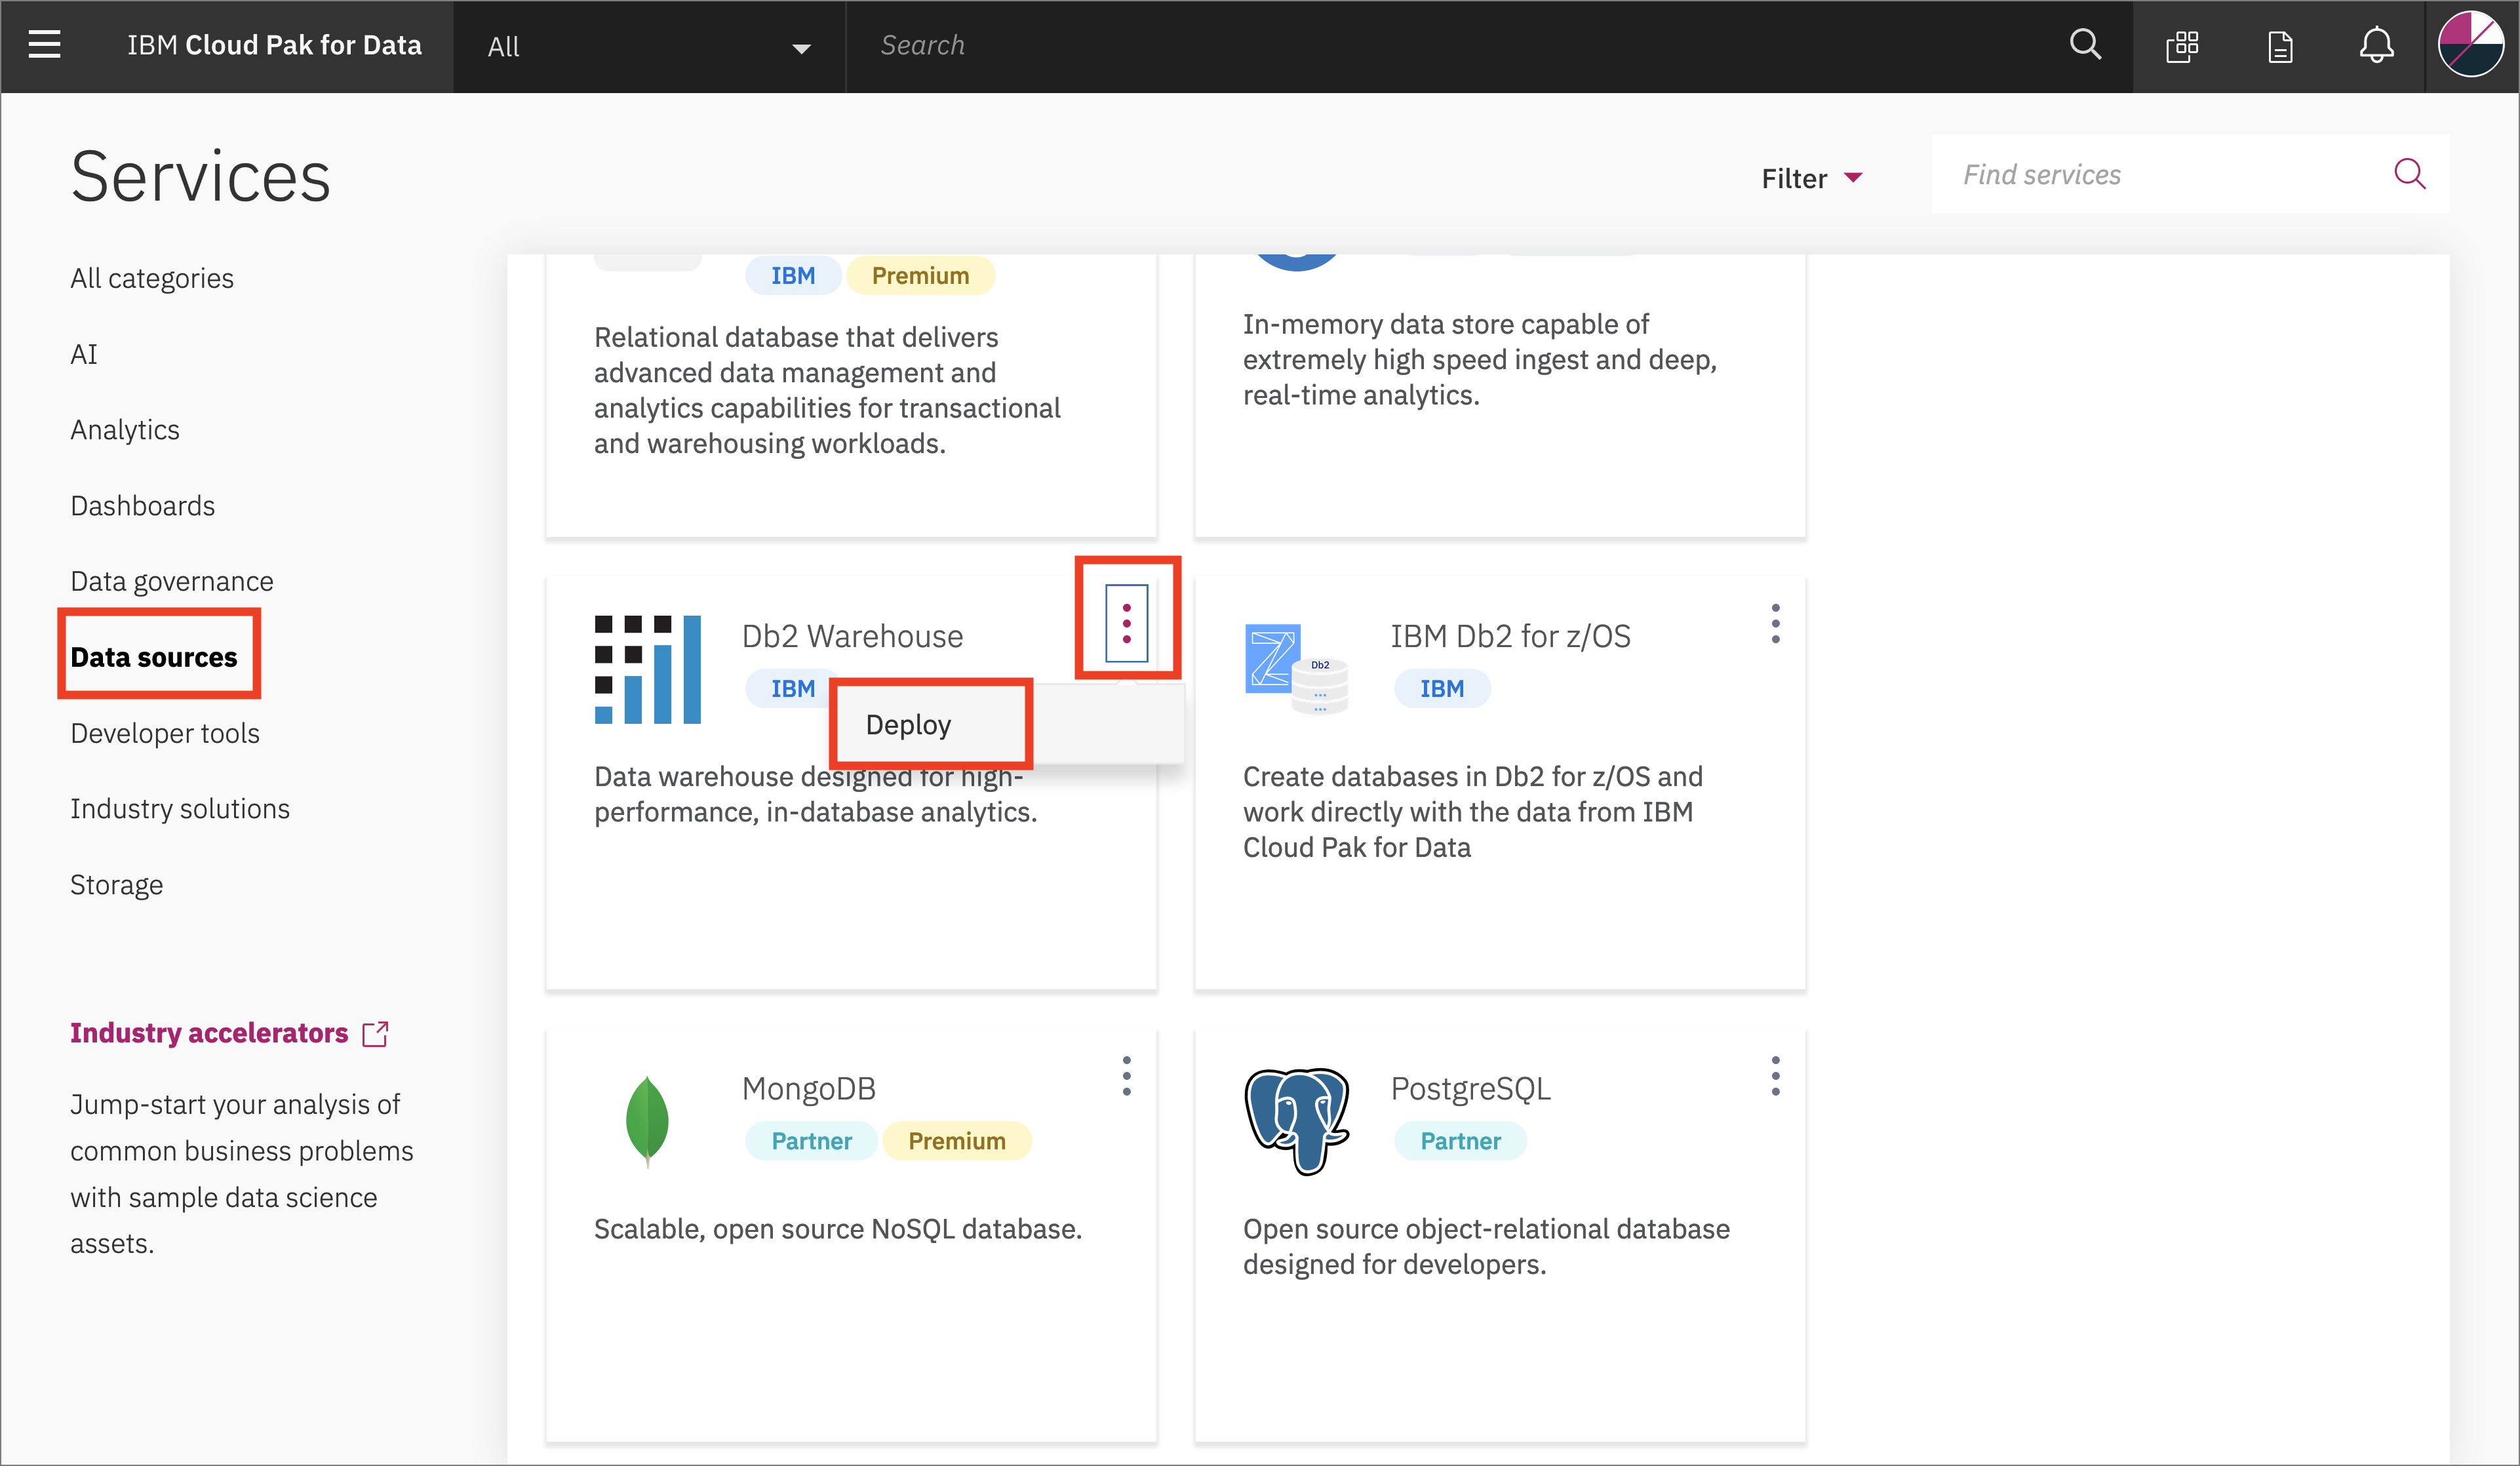 IBM Cloud Pak for Data
All
Search
Services
Filter
Find services
All categories
AI
Analytics
Dashboards
Data governance
Data sources
Developer tools
Industry solutions
Storage
Industry accelerators
Jump-start your analysis of
common business problems
with sample data science
assets.
IBM
Premium
Relational database that delivers
advanced data management and
analytics capabilities for transactional
and warehousing workloads.
In-memory data store capable of
extremely high speed ingest and deep,
real-time analytics.
Db2 Warehouse
IBM
Deploy
Data warehouse designed for high-
performance, in-database analytics.
Db2
IBM Db2 for z/OS
IBM
Create databases in Db2 for z/OS and
work directly with the data from IBM
Cloud Pak for Data
MongoDB
Partner
Premium
Scalable, open source NoSQL database.
PostgreSQL
Partner
Open source object-relational database
designed for developers.